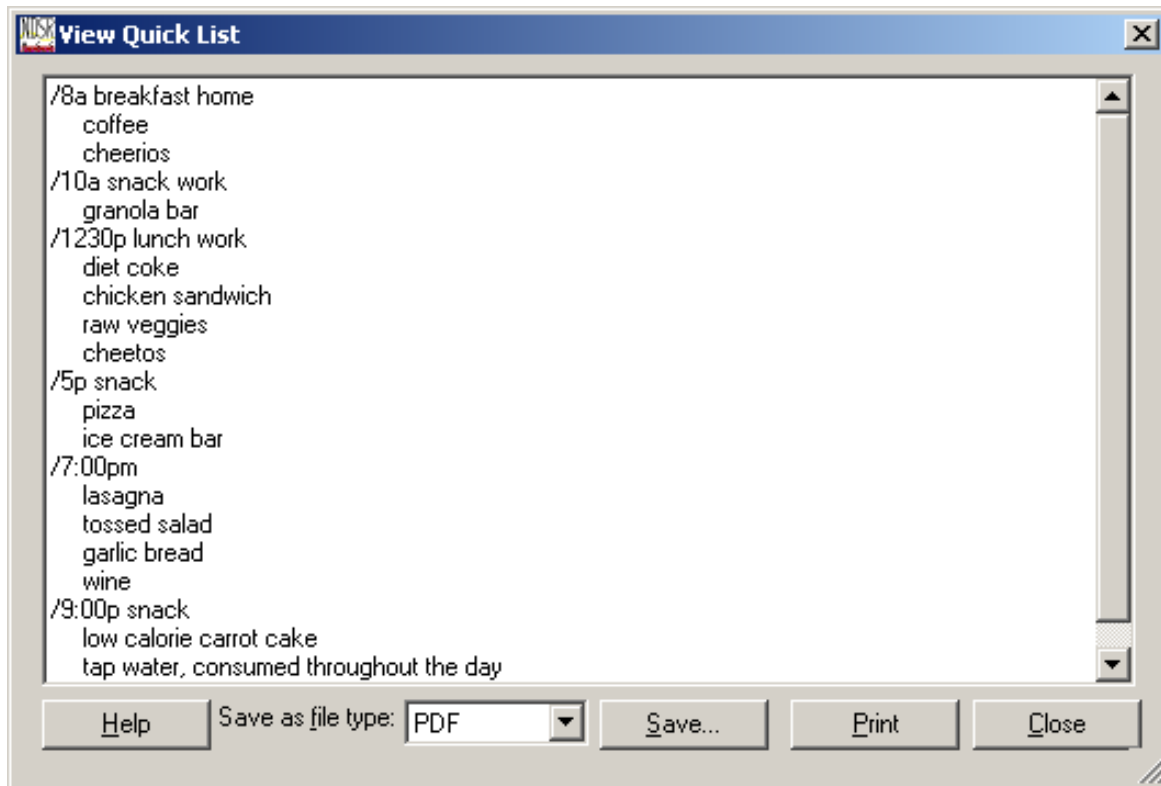 View Quick List
/8a breakfast home
coffee
cheerios
/10a snack work
granola bar
/1230p lunch work
diet coke
chicken sandwich
raw veggies
cheetos
/5p snack
pizza
ice cream bar
/7:00pm
lasagna
tossed salad
garlic bread
wine
/9:00p snack
low calorie carrot cake
tap water, consumed throughout the day
Help Save as file type: PDF Save... Print Close